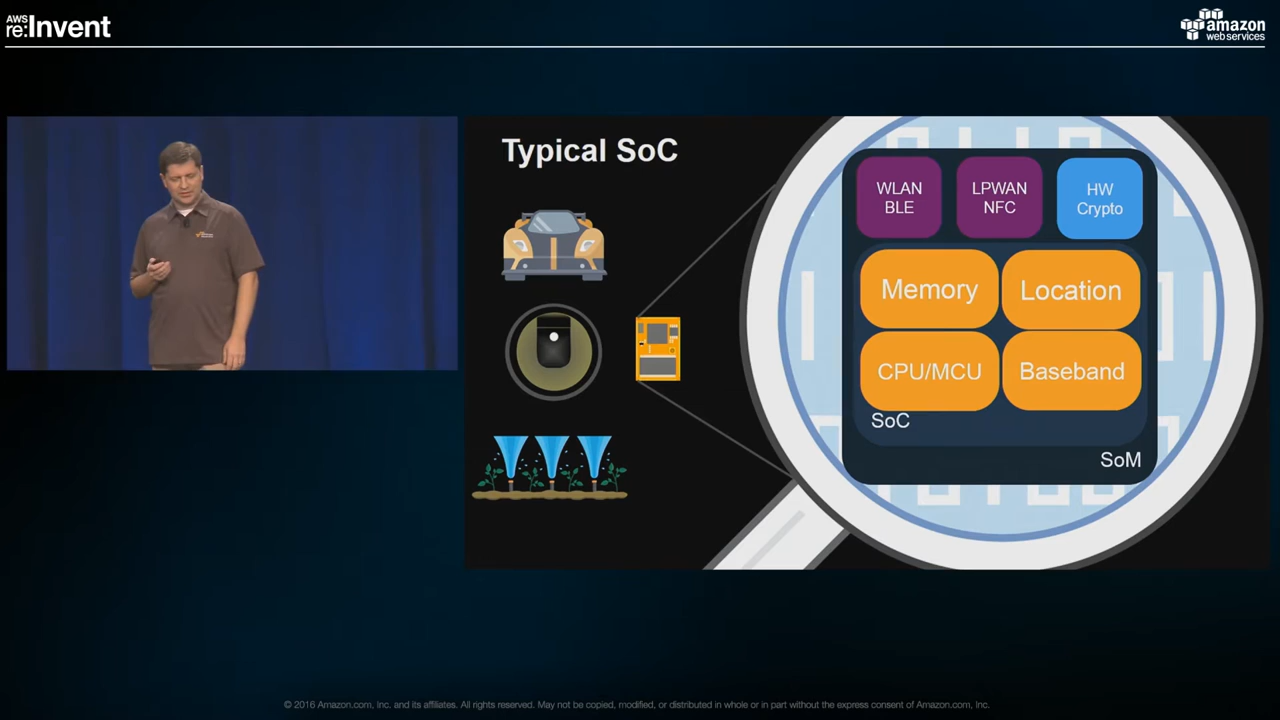 AWS
re:Invent
amazon
web services
Typical SoC
WLAN
BLE
LPWAN
NFC
HW
Crypto
Memory
Location
CPU/MCU
Baseband
SoC
SoM
© 2016 Amazon.com, Inc. and its affiliates. All rights reserved. May not be copied, modified, or distributed in whole or in part without the express consent of Amazon.com, Inc.